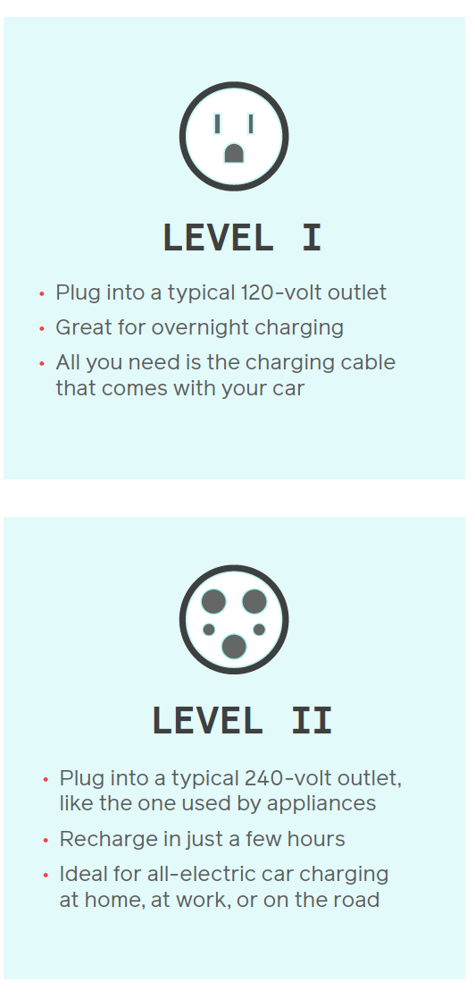 LEVEL I
• Plug into a typical 120-volt outlet
• Great for overnight charging
• All you need is the charging cable
that comes with your car
LEVEL II
• Plug into a typical 240-volt outlet,
like the one used by appliances
• Recharge in just a few hours
• Ideal for all-electric car charging
at home, at work, or on the road